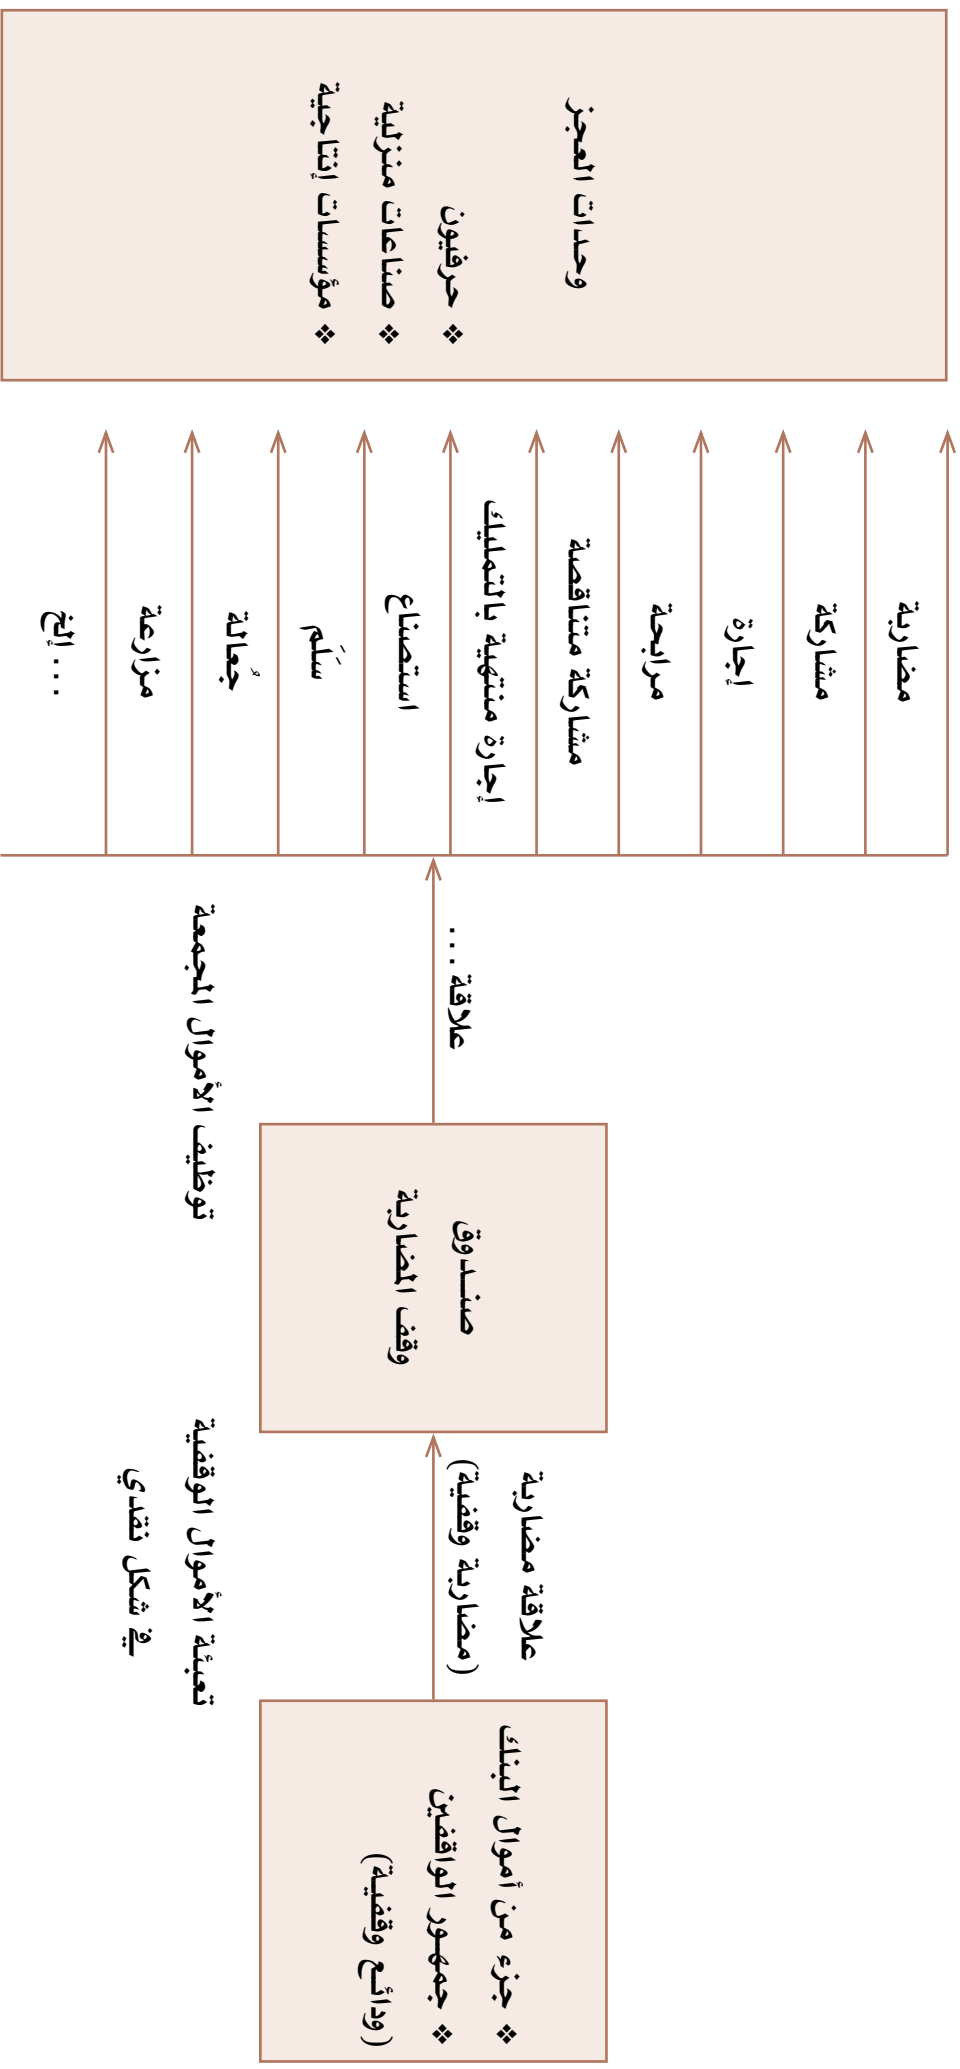 ❖ جزء من أموال البنك
❖ جمهور الواقفين
(ودائع وقفية)
علاقة مضاربة
(مضاربة وقفية)
تعبئة الأموال الوقفية
في شكل نقدي
صندوق
وقف المضاربة
علاقة...
توظيف الأموال المجمعة
مضاربة
مشاركة
إجارة
مرابحة
مشاركة متناقصة
إجارة منتهية بالتمليك
استصناع
سَلَم
جُعالة
مزارعة
...إلخ
وحدات العجز
❖ حرفيون
❖ صناعات منزلية
❖ مؤسسات إنتاجية